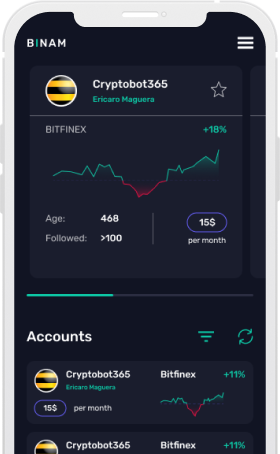 BINAM
Cryptobot365
Ericaro Maguera
BITFINEX +18%
Age: 468
Followed: >100
15$
per month
Accounts
Cryptobot365 Bitfinex +11%
Ericaro Maguera
15$ per month
Cryptobot365 Bitfinex +11%